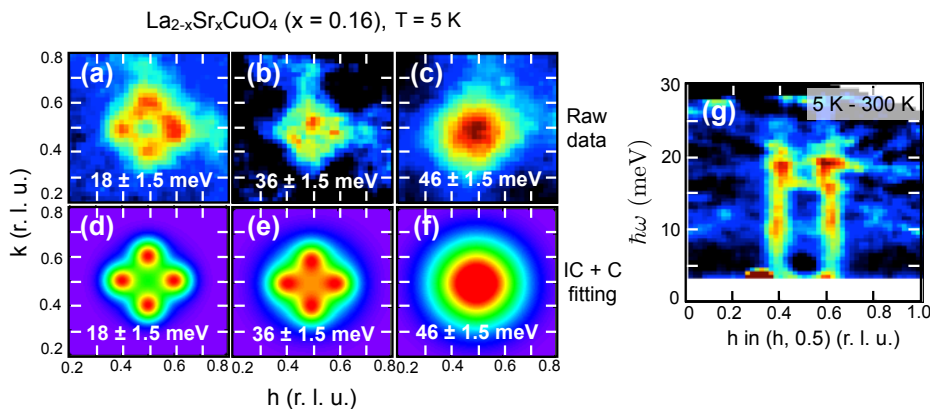 La2-xSrxCuO4 (x = 0.16), T = 5 K
(a)
(b)
(c)
18 ± 1.5 meV
36 ± 1.5 meV
46 ± 1.5 meV
Raw
data
0.8
0.6
0.4
0.2
(d)
(e)
(f)
18 ± 1.5 meV
36 ± 1.5 meV
46 ± 1.5 meV
IC + C
fitting
0.8
0.6
0.4
0.2
k (r. l. u.)
0.2 0.4 0.6 0.8
0.2 0.4 0.6 0.8
0.2 0.4 0.6 0.8
h (r. l. u.)
(g)
5 K - 300 K
30
20
10
0
ħω (meV)
0 0.2 0.4 0.6 0.8 1.0
h in (h, 0.5) (r. l. u.)